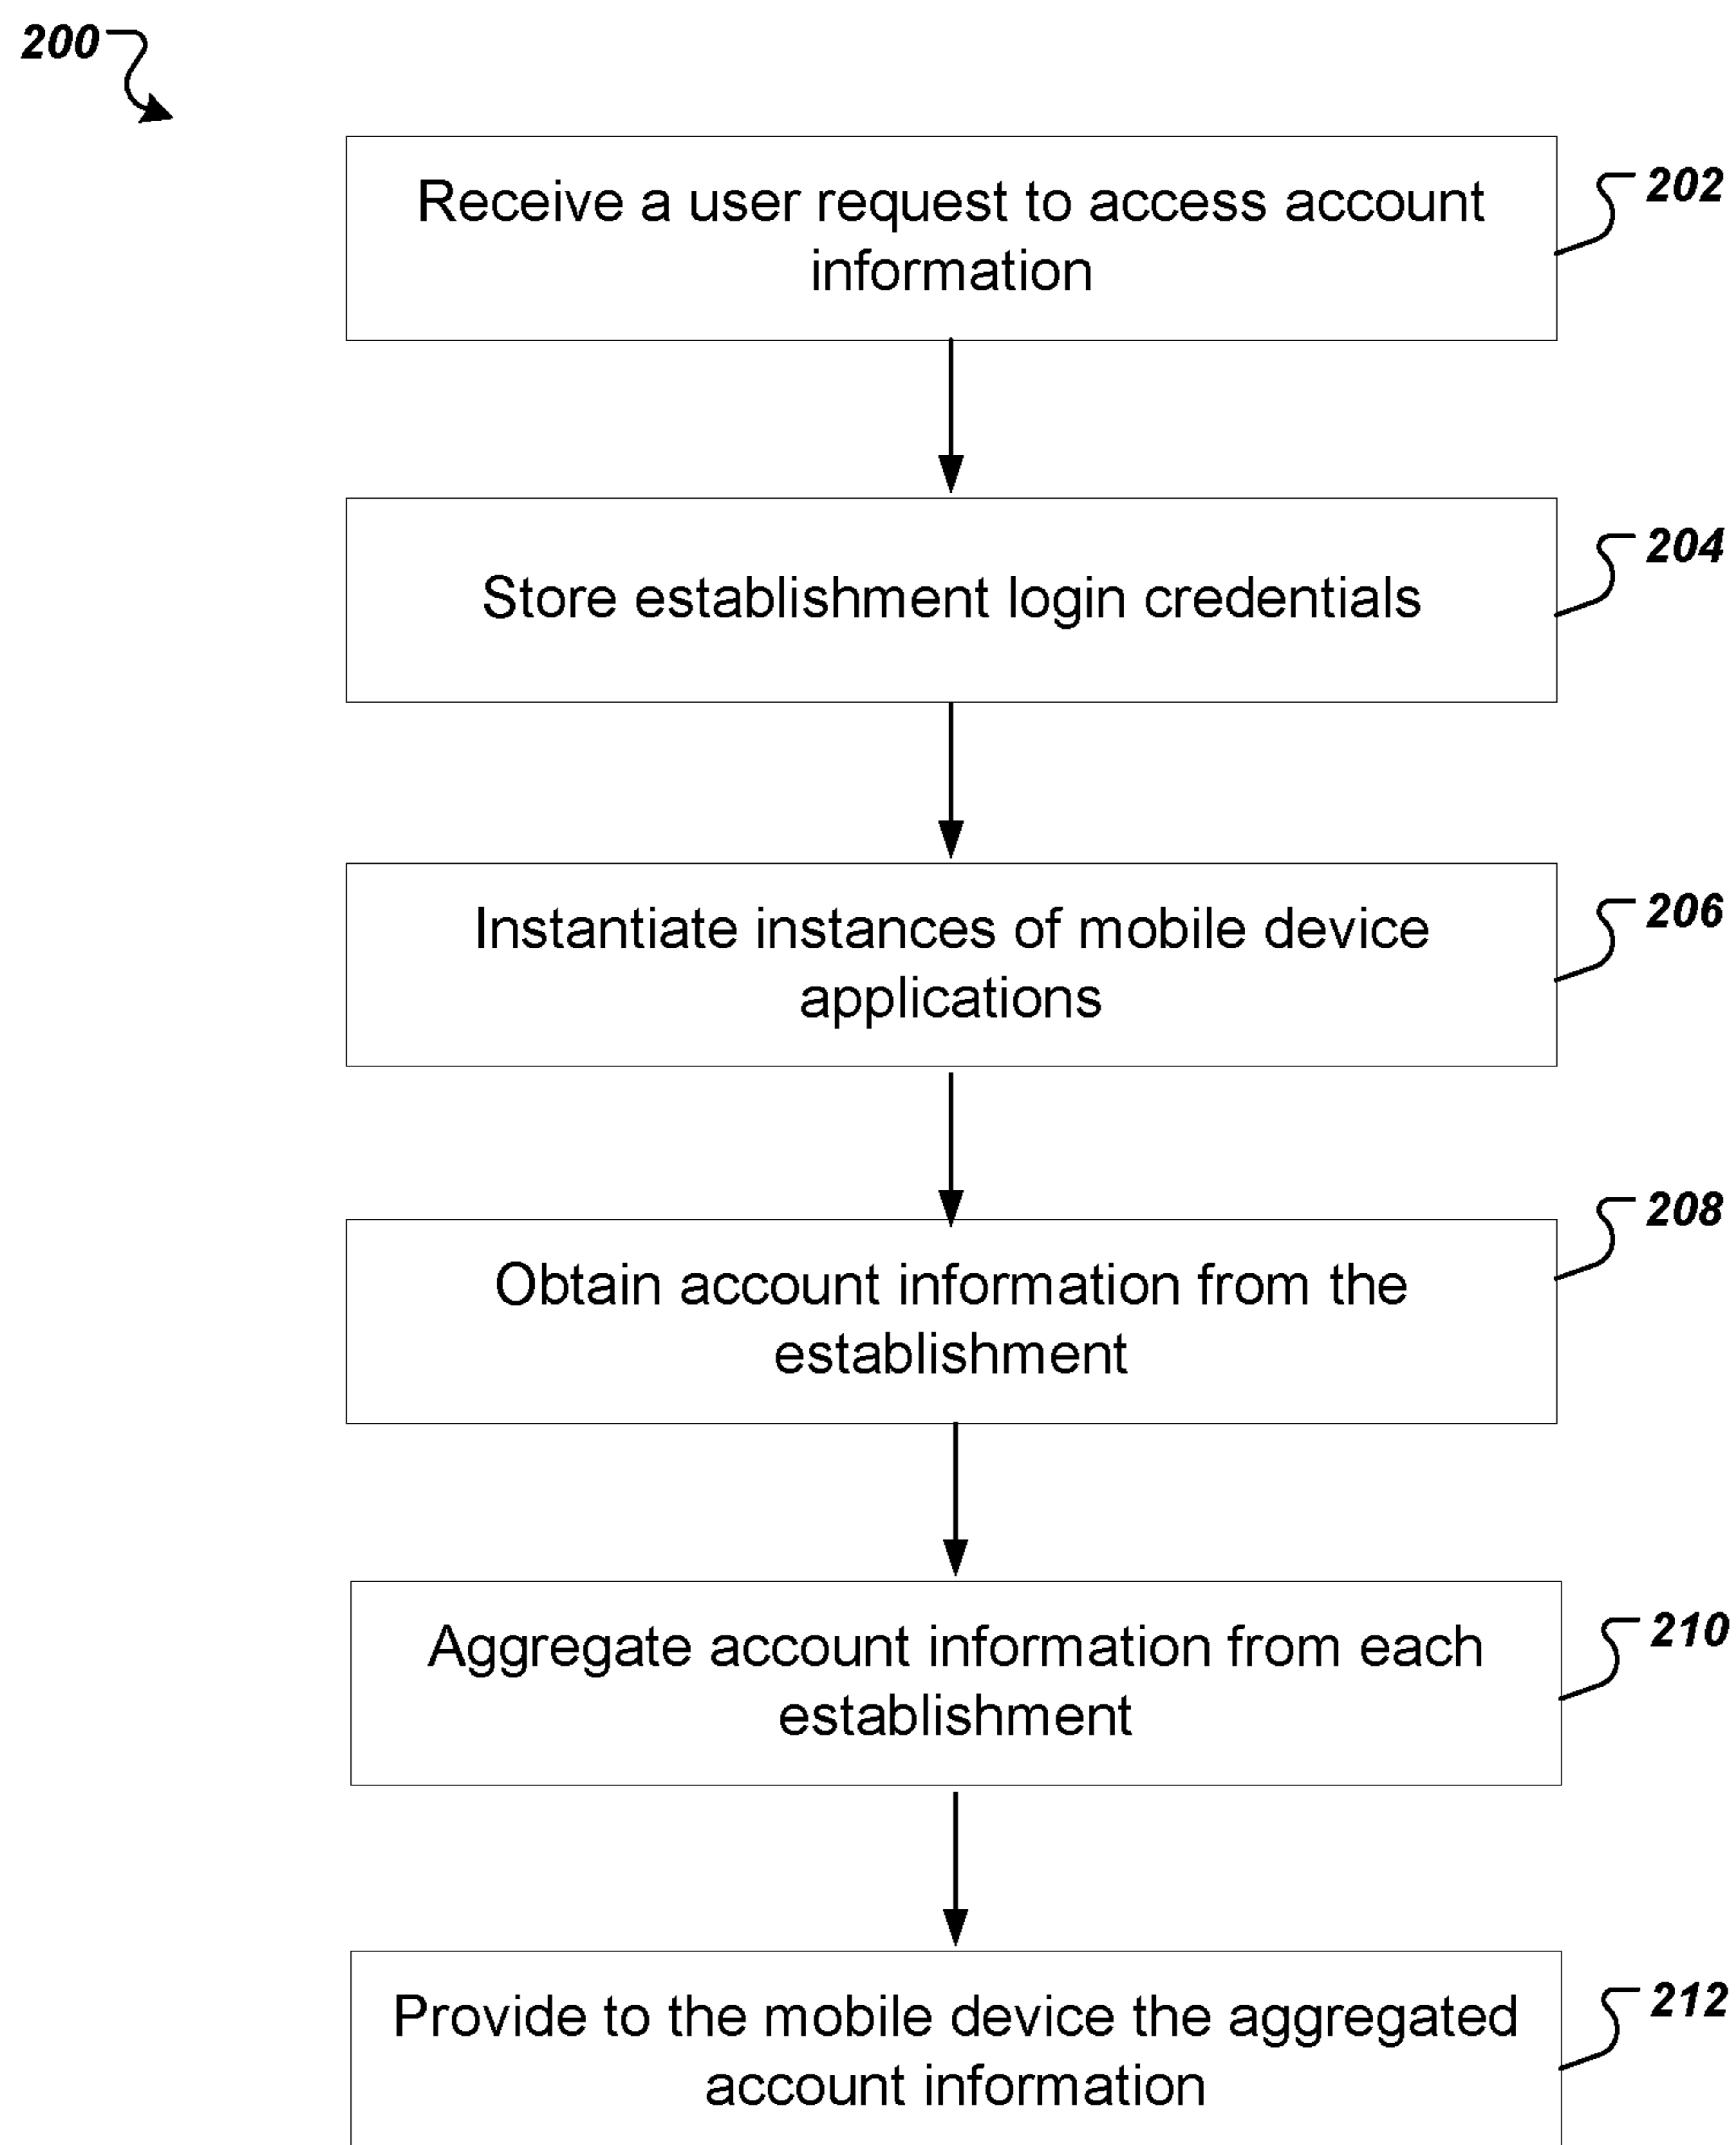 200
Receive a user request to access account
information
202
Store establishment login credentials
204
Instantiate instances of mobile device
applications
206
Obtain account information from the
establishment
208
Aggregate account information from each
establishment
210
Provide to the mobile device the aggregated
account information
212